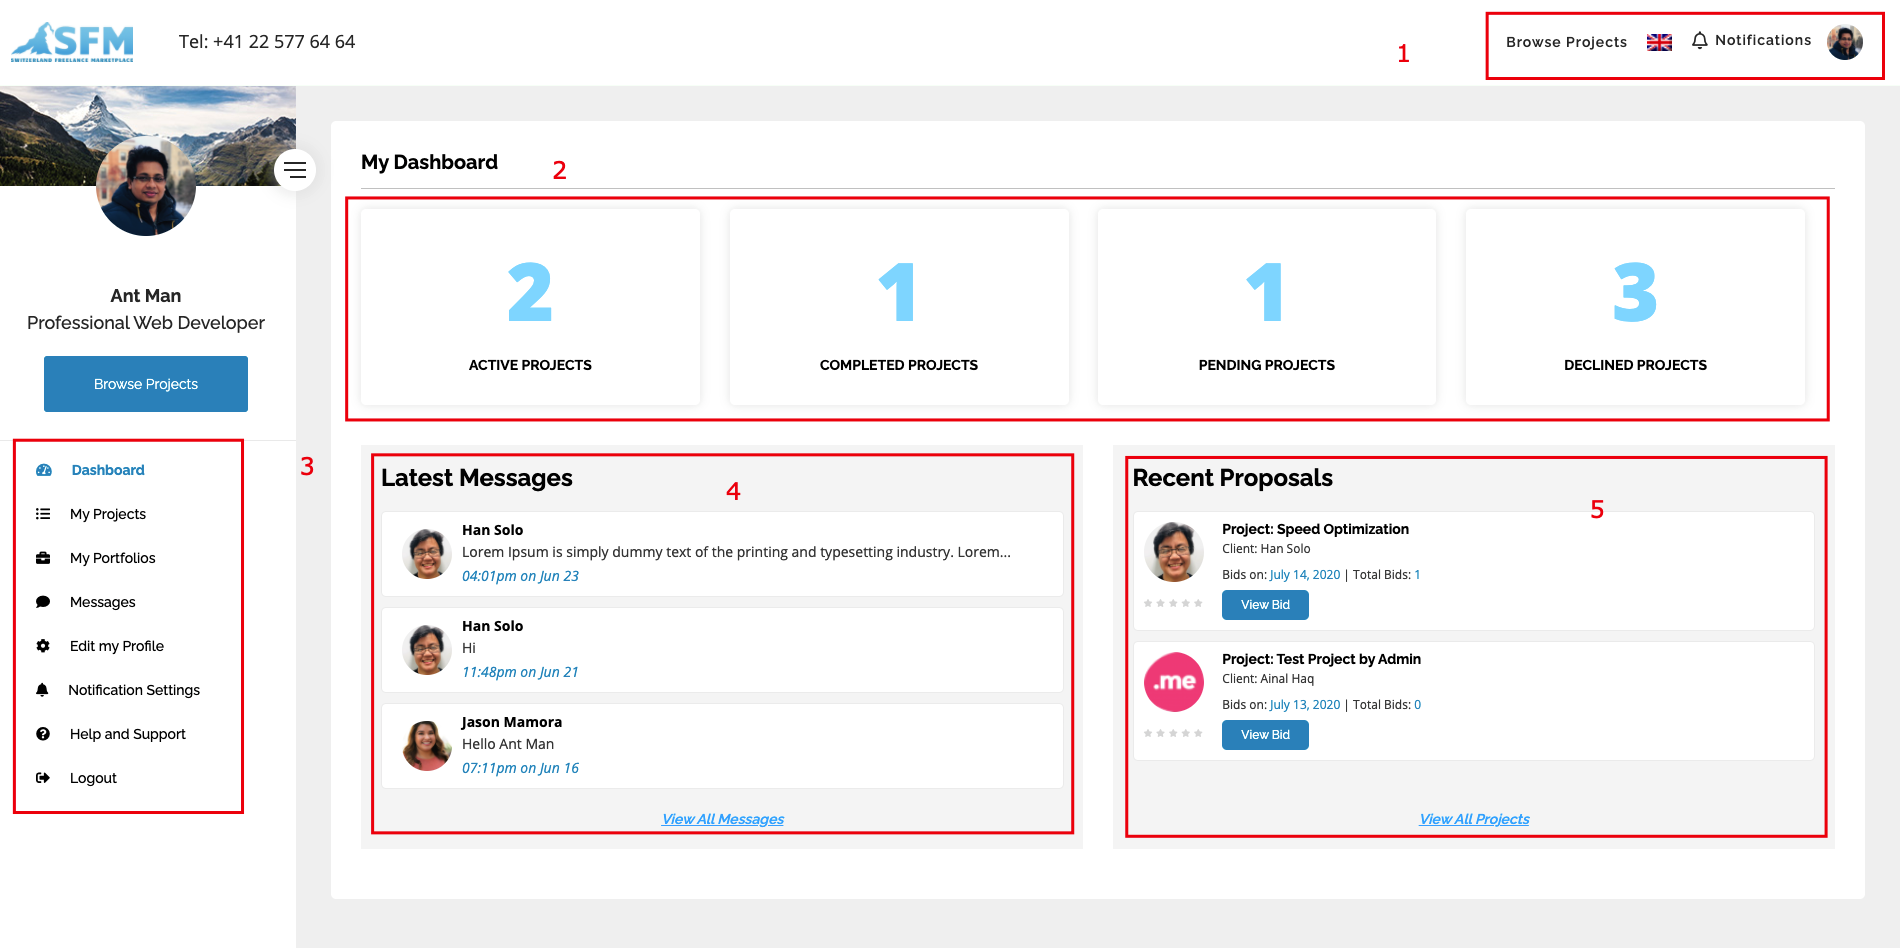 SFM
SWITZERLAND FREELANCE MARKETPLACE
Tel: +41 22 577 64 64
1
Browse Projects
Notifications
Ant Man
Professional Web Developer
Browse Projects
3
Dashboard
My Projects
My Portfolios
Messages
Edit my Profile
Notification Settings
Help and Support
Logout
My Dashboard
2
2
ACTIVE PROJECTS
1
COMPLETED PROJECTS
1
PENDING PROJECTS
3
DECLINED PROJECTS
Latest Messages
4
Han Solo
Lorem Ipsum is simply dummy text of the printing and typesetting industry. Lorem...
04:01pm on Jun 23
Han Solo
Hi
11:48pm on Jun 21
Jason Mamora
Hello Ant Man
07:11pm on Jun 16
View All Messages
Recent Proposals
5
Project: Speed Optimization
Client: Han Solo
Bids on: July 14, 2020 | Total Bids: 1
View Bid
.me
Project: Test Project by Admin
Client: Ainal Haq
Bids on: July 13, 2020 | Total Bids: 0
View Bid
View All Projects